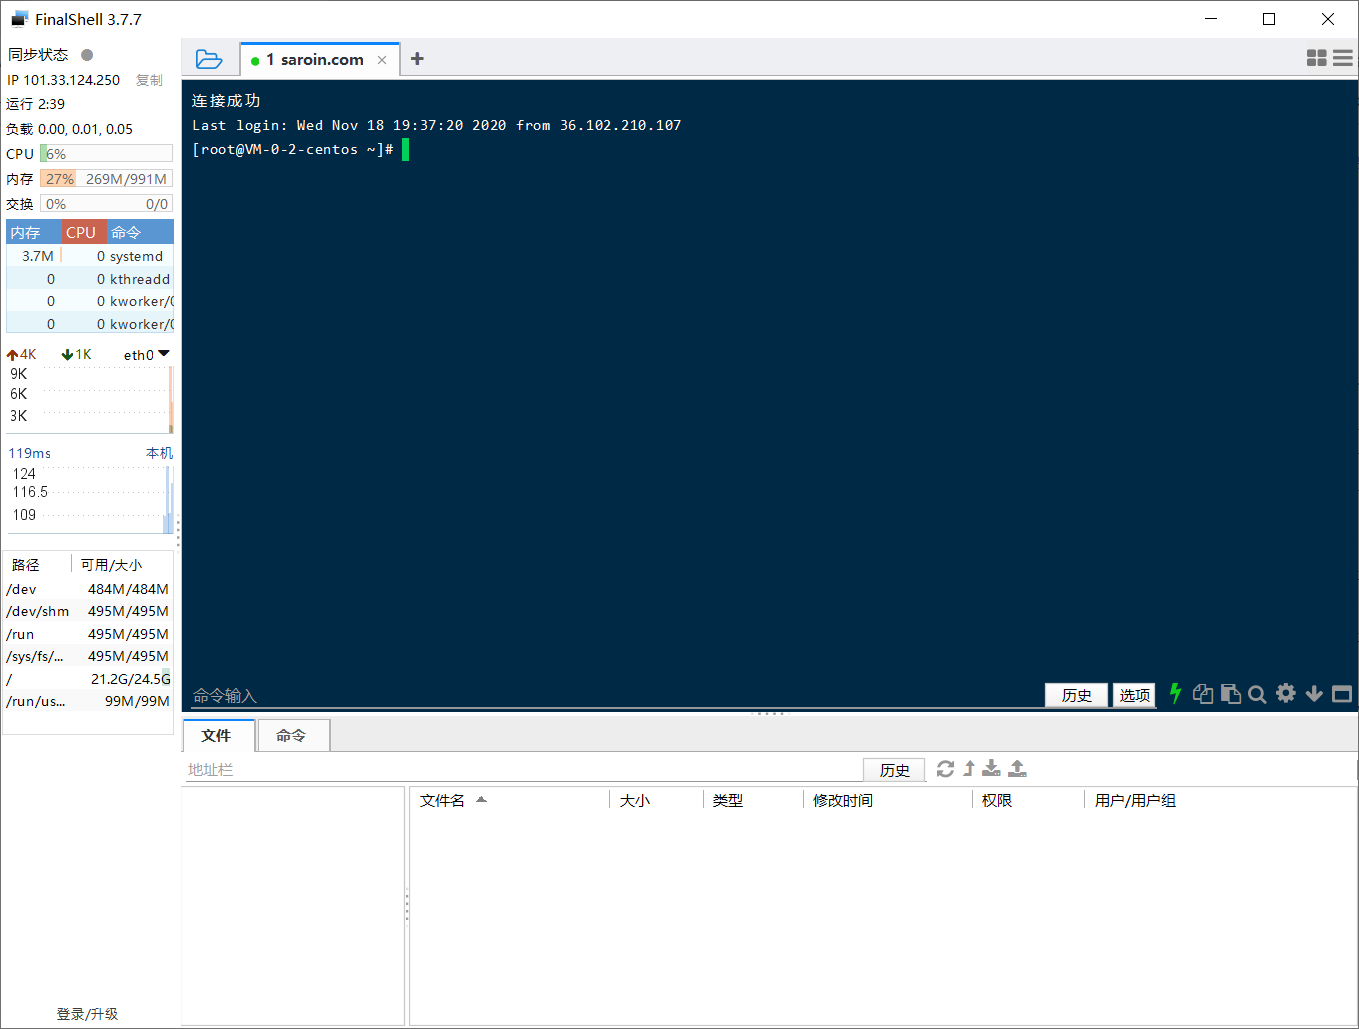 FinalShell 3.7.7
同步状态
IP 101.33.124.250 复制
运行 2:39
负载 0.00, 0.01, 0.05
CPU 6%
内存 27% 269M/991M
交换 0% 0/0
内存 CPU 命令
3.7M 0 systemd
0 0 kthreadd
0 0 kworker/0
0 0 kworker/0
4K 1K eth0
9K
6K
3K
119ms 本机
124
116.5
109
路径 可用/大小
/dev 484M/484M
/dev/shm 495M/495M
/run 495M/495M
/sys/fs/... 495M/495M
/ 21.2G/24.5G
/run/us... 99M/99M
登录/升级
1 saroin.com
连接成功
Last login: Wed Nov 18 19:37:20 2020 from 36.102.210.107
[root@VM-0-2-centos ~]#
命令输入 历史 选项
文件 命令
地址栏 历史
文件名 大小 类型 修改时间 权限 用户/用户组